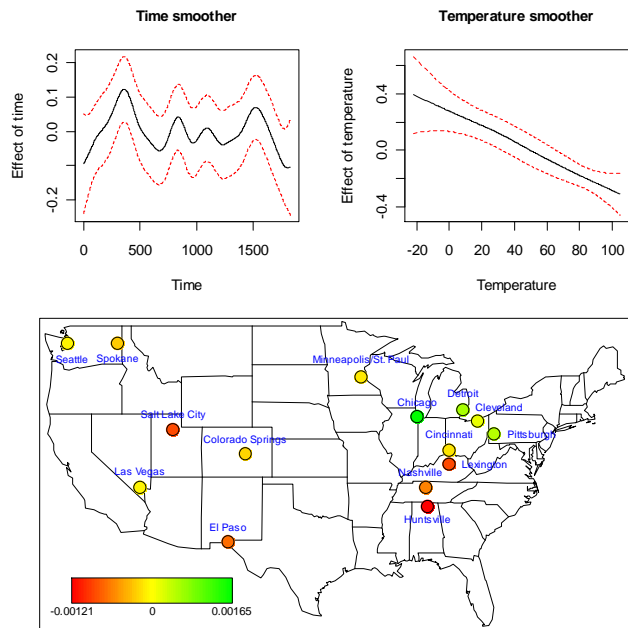 Time smoother
Temperature smoother
Effect of time
0.2
0.1
0.0
-0.2
0
500
1000
1500
Time
Effect of temperature
0.4
0.0
-0.4
-20
0
20
40
60
80
100
Temperature
Seattle
Spokane
Minneapolis/St. Paul
Salt Lake City
Chicago
Detroit
Cleveland
Colorado Springs
Cincinnati
Pittsburgh
Las Vegas
Nashville
Lexington
El Paso
Huntsville
-0.00121
0
0.00165